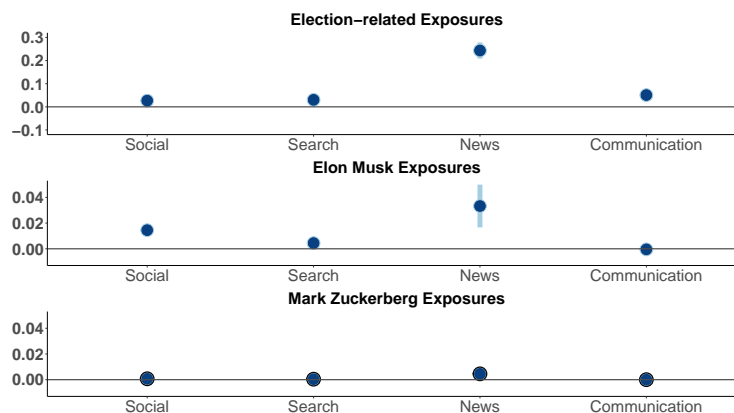 Election−related Exposures
0.3
0.2
0.1
0.0
−0.1
Social Search News Communication
Elon Musk Exposures
0.04
0.02
0.00
Social Search News Communication
Mark Zuckerberg Exposures
0.04
0.02
0.00
Social Search News Communication